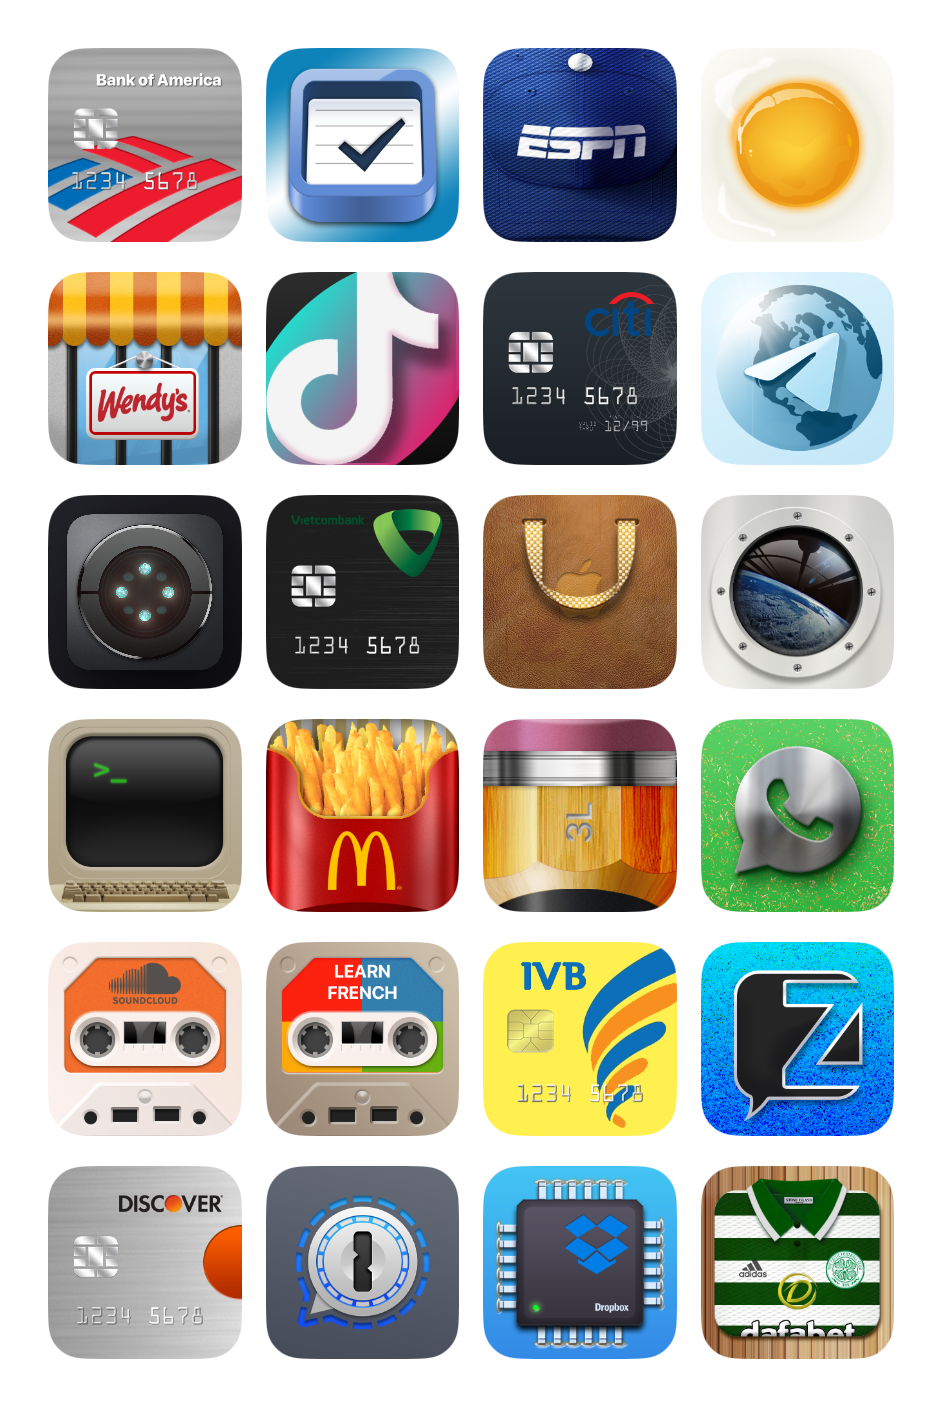 Bank of America
1234 5678
ESPN
Wendy's
citi
1234 5678
12/99
Vietcombank
1234 5678
>_
3L
SOUNDCLOUD
LEARN
FRENCH
IVB
1234 5678
Z
DISCOVER
1234 5678
1
Dropbox
adidas
dafabet